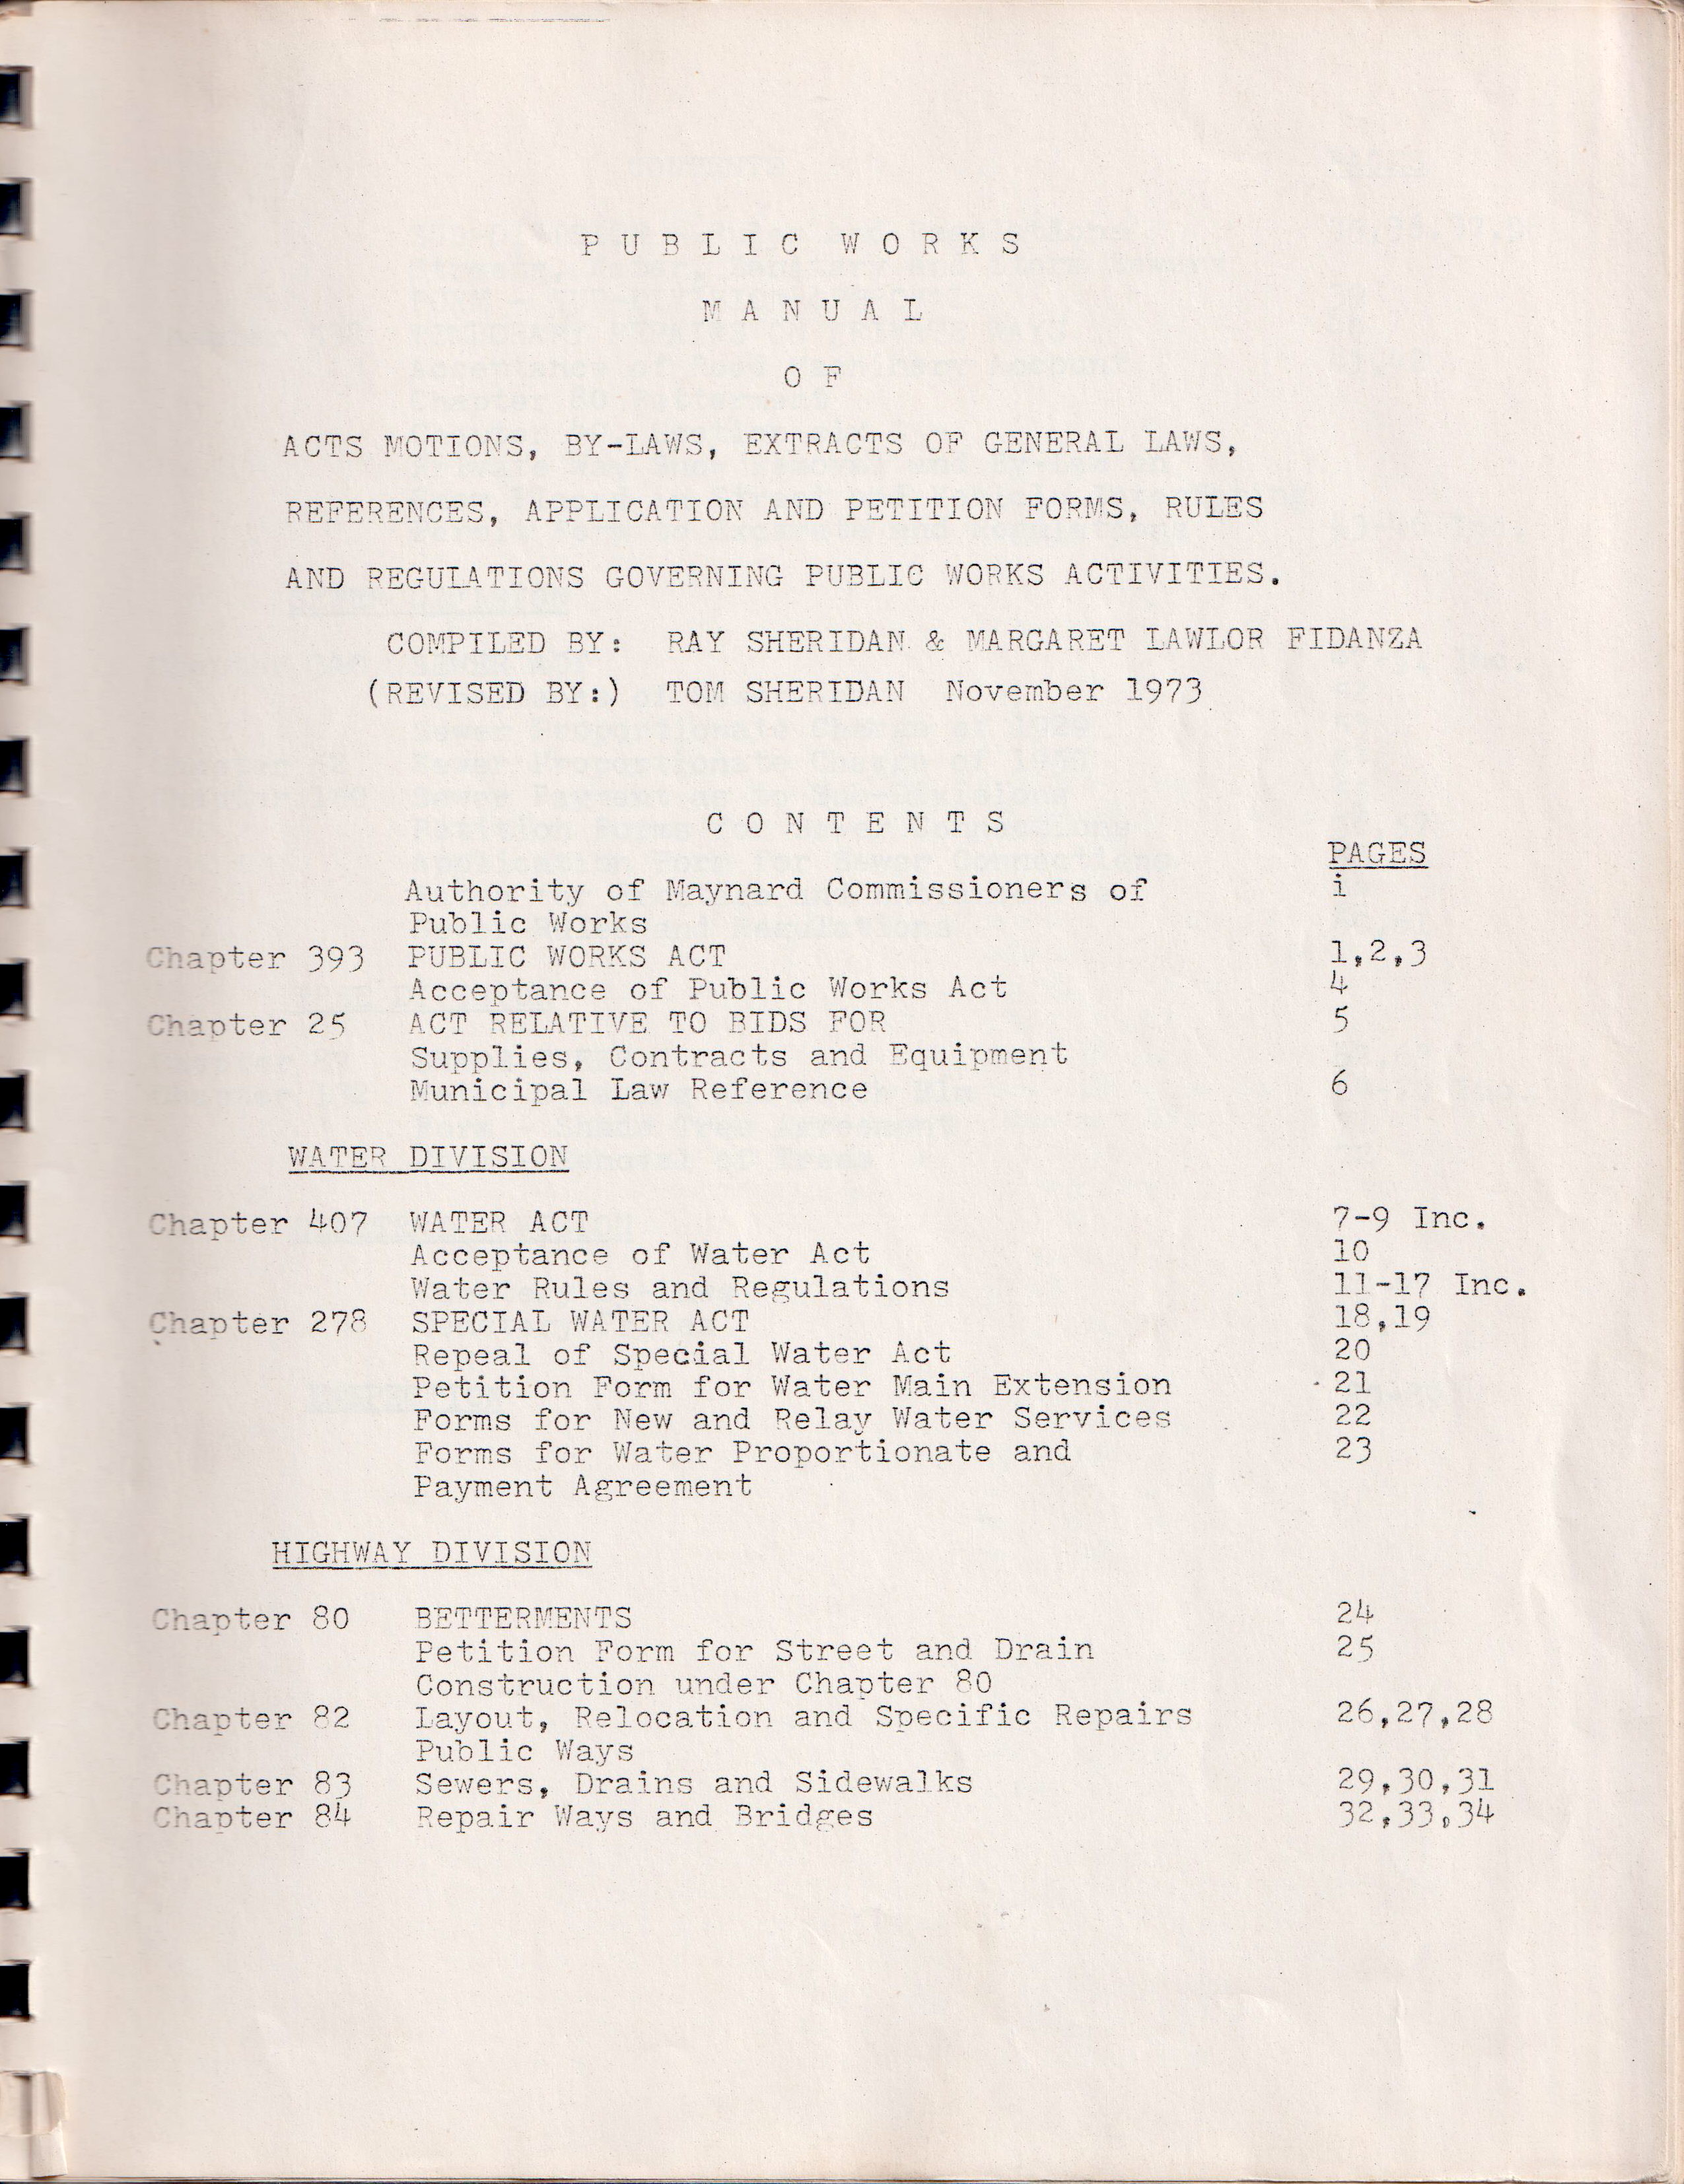 P U B L I C  W O R K S
M A N U A L
O F
ACTS MOTIONS, BY-LAWS, EXTRACTS OF GENERAL LAWS,
REFERENCES, APPLICATION AND PETITION FORMS, RULES
AND REGULATIONS GOVERNING PUBLIC WORKS ACTIVITIES.
COMPILED BY: RAY SHERIDAN & MARGARET LAWLOR FIDANZA
(REVISED BY:) TOM SHERIDAN November 1973
C O N T E N T S
PAGES
Authority of Maynard Commissioners of i
Public Works
Chapter 393 PUBLIC WORKS ACT 1,2,3
Acceptance of Public Works Act 4
Chapter 25 ACT RELATIVE TO BIDS FOR 5
Supplies, Contracts and Equipment
Municipal Law Reference 6
WATER DIVISION
Chapter 407 WATER ACT 7-9 Inc.
Acceptance of Water Act 10
Water Rules and Regulations 11-17 Inc.
Chapter 278 SPECIAL WATER ACT 18,19
Repeal of Special Water Act 20
Petition Form for Water Main Extension 21
Forms for New and Relay Water Services 22
Forms for Water Proportionate and 23
Payment Agreement
HIGHWAY DIVISION
Chapter 80 BETTERMENTS 24
Petition Form for Street and Drain 25
Construction under Chapter 80
Chapter 82 Layout, Relocation and Specific Repairs 26,27,28
Public Ways
Chapter 83 Sewers, Drains and Sidewalks 29,30,31
Chapter 84 Repair Ways and Bridges 32,33,34